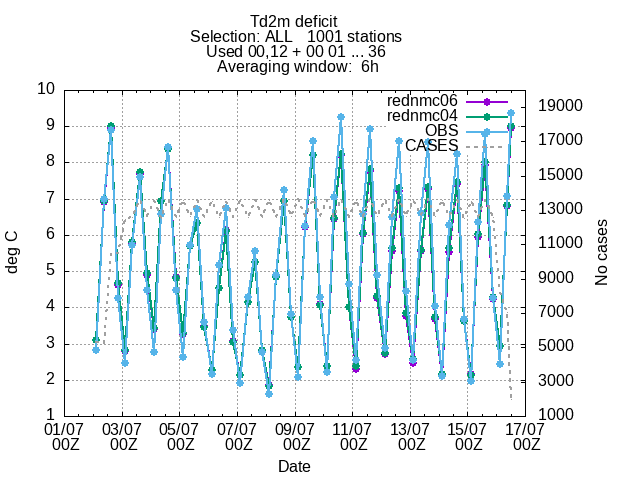 Td2m deficit
Selection: ALL 1001 stations
Used 00,12 + 00 01 ... 36
Averaging window: 6h
rednmc06
rednmc04
OBS
CASES
deg C
10
9
8
7
6
5
4
3
2
1
No cases
19000
17000
15000
13000
11000
9000
7000
5000
3000
1000
01/07 03/07 05/07 07/07 09/07 11/07 13/07 15/07 17/07
00Z 00Z 00Z 00Z 00Z 00Z 00Z 00Z 00Z
Date